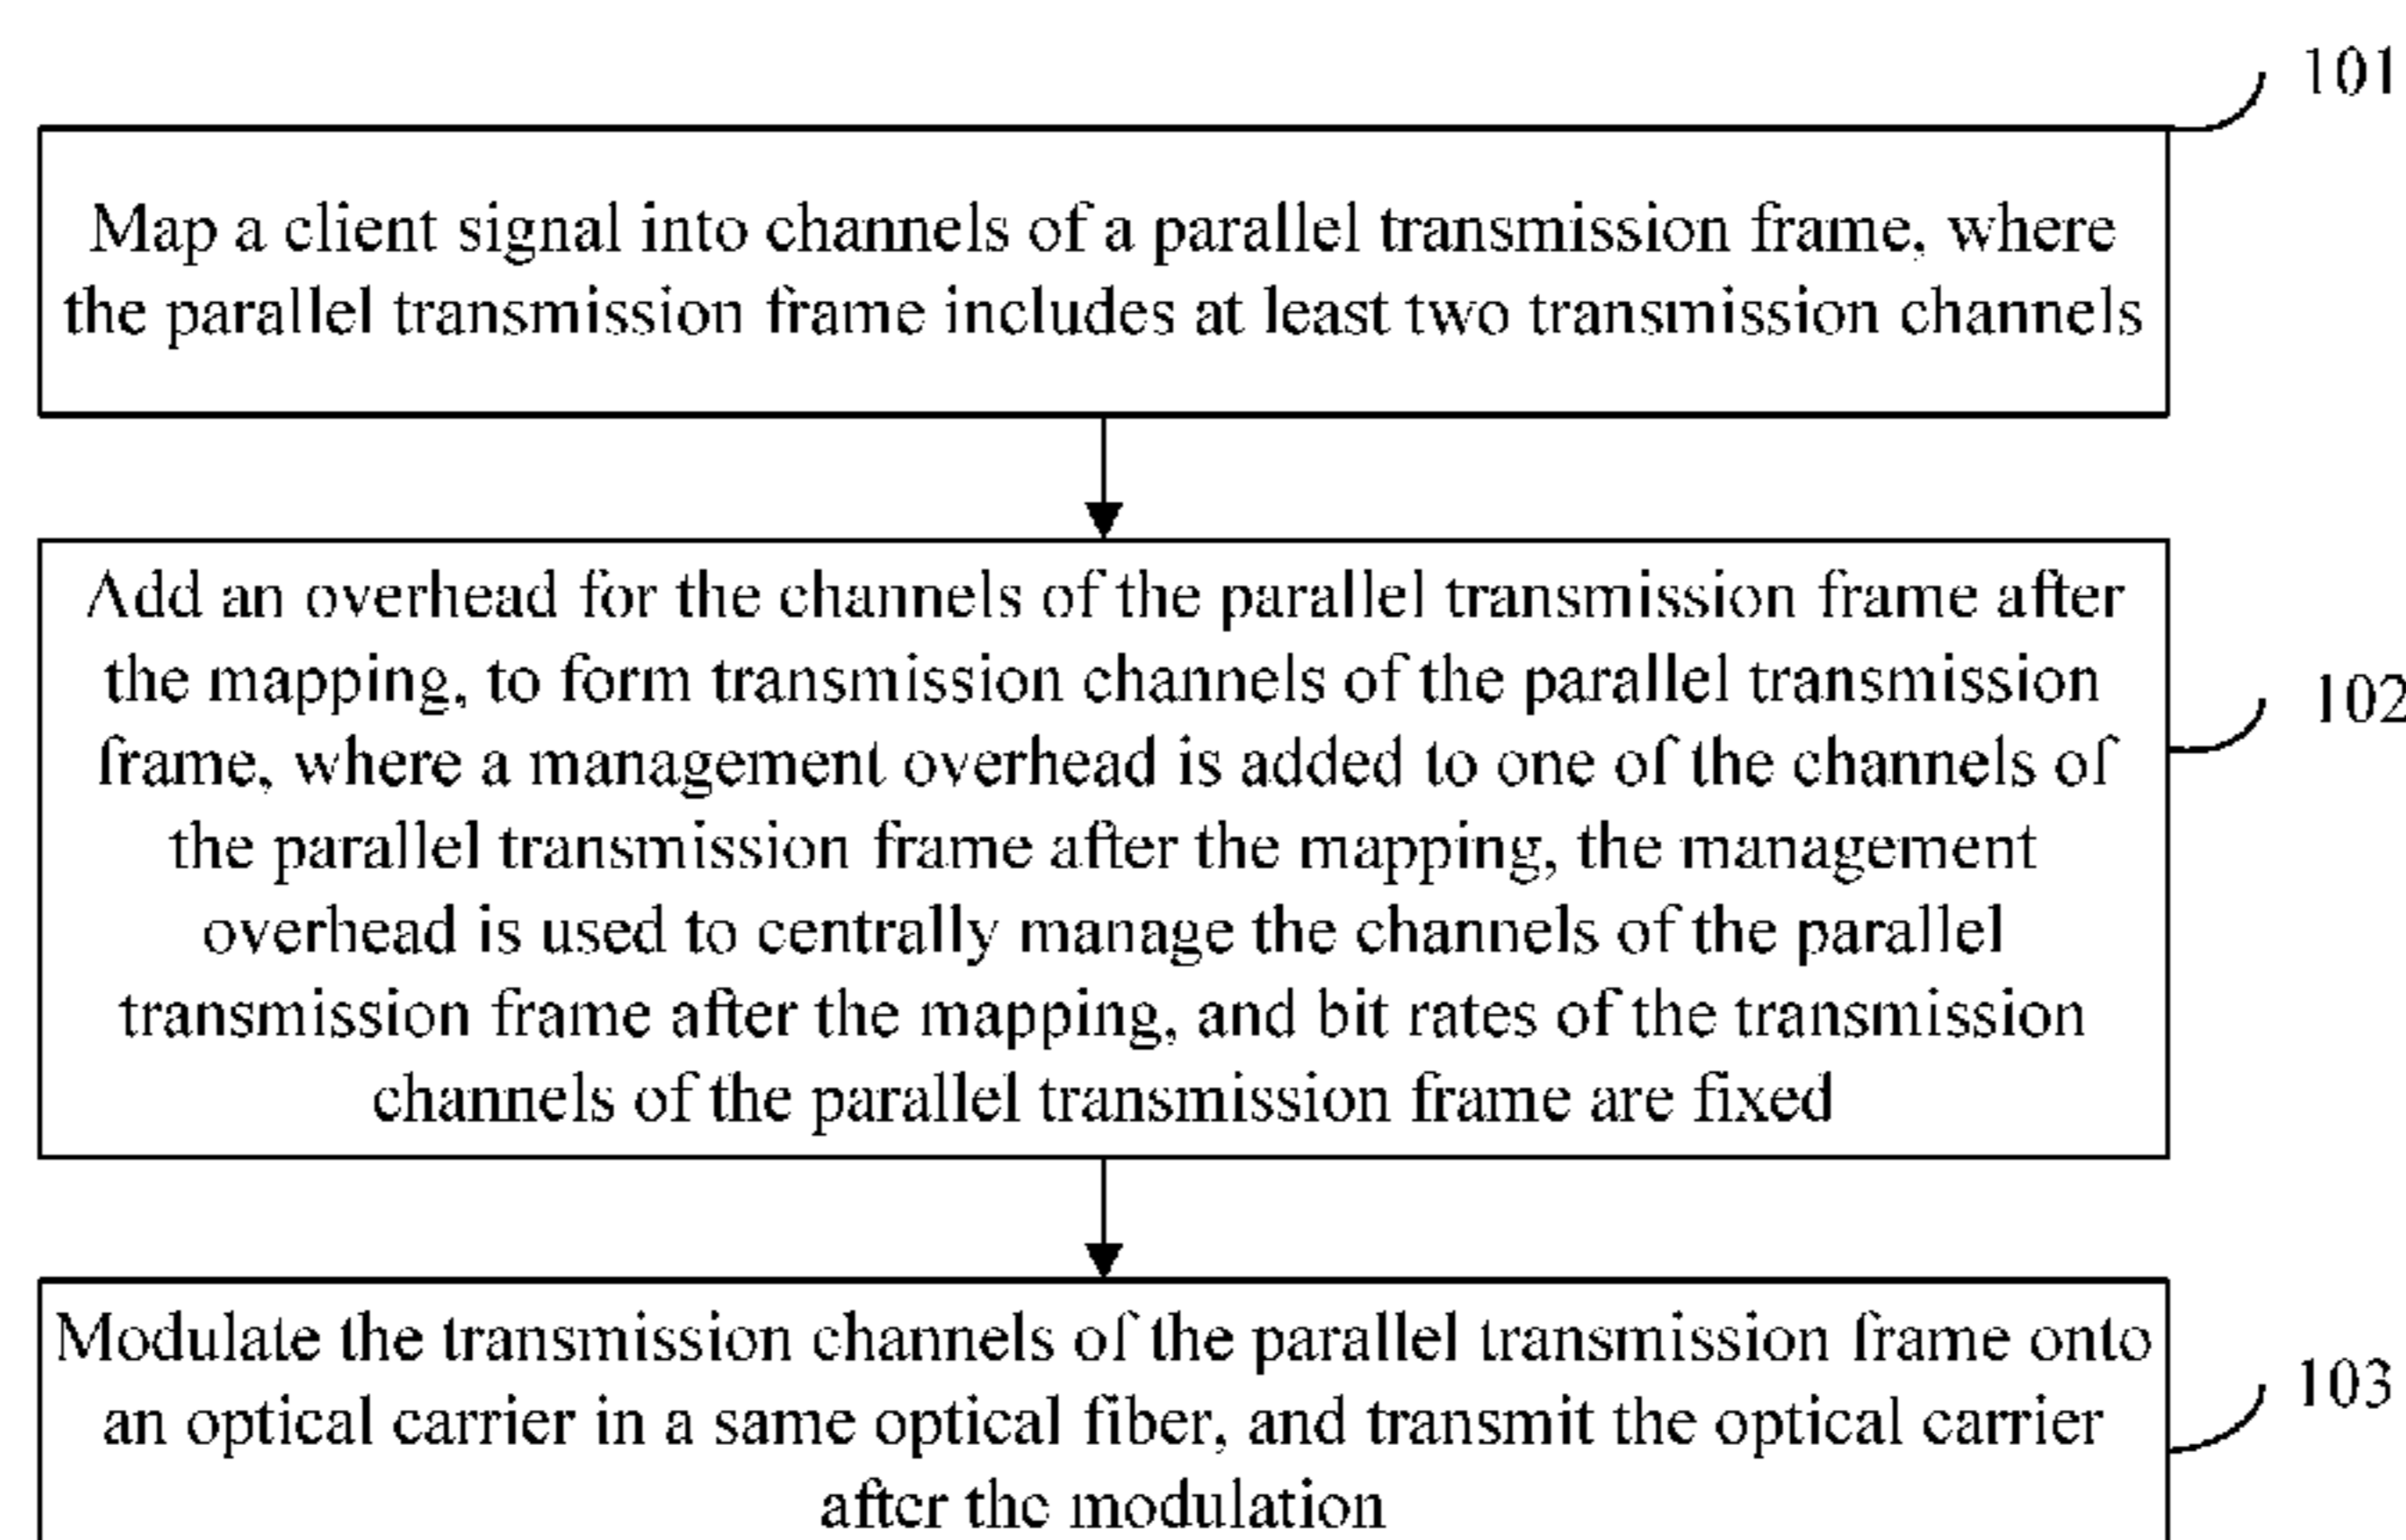 101
Map a client signal into channels of a parallel transmission frame, where
the parallel transmission frame includes at least two transmission channels
Add an overhead for the channels of the parallel transmission frame after
the mapping, to form transmission channels of the parallel transmission
frame, where a management overhead is added to one of the channels of
the parallel transmission frame after the mapping, the management
overhead is used to centrally manage the channels of the parallel
transmission frame after the mapping, and bit rates of the transmission
channels of the parallel transmission frame are fixed
102
Modulate the transmission channels of the parallel transmission frame onto
an optical carrier in a same optical fiber, and transmit the optical carrier
after the modulation
103